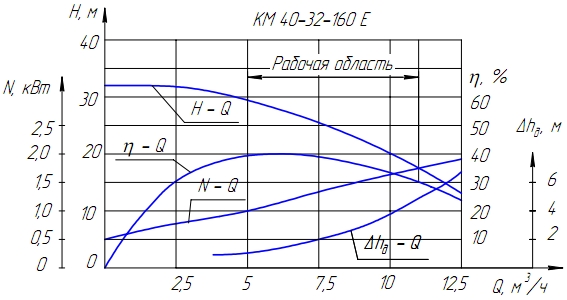 H, м
КМ 40-32-160 Е
40
Рабочая область
N, кВт
η, %
30
H - Q
60
Δhд, м
2,5
50
η - Q
2,0
20
40
N - Q
1,5
30
6
1,0
10
20
4
0,5
Δhд - Q
10
2
0
0
2,5
5
7,5
10
12,5
Q, м³/ч